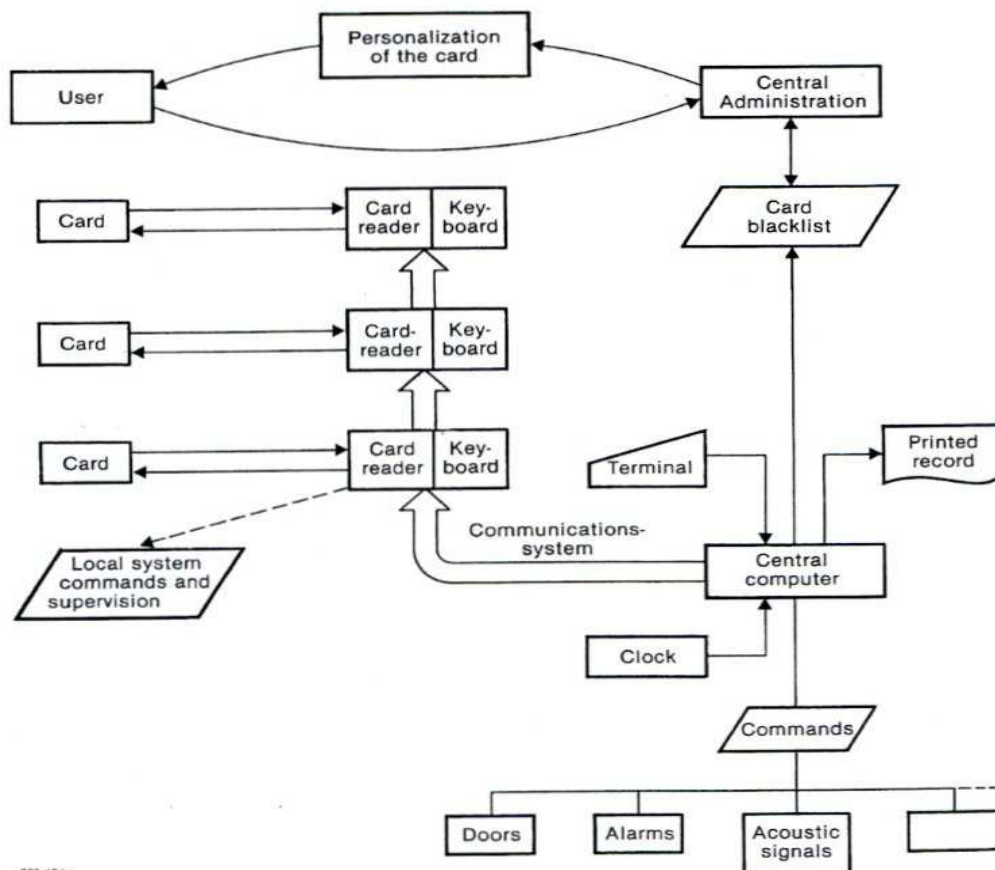 Personalization
of the card
User
Central
Administration
Card
Card
reader
Key-
board
Card
blacklist
Card
Card-
reader
Key-
board
Card
Card
reader
Key-
board
Terminal
Printed
record
Communications-
system
Local system
commands and
supervision
Central
computer
Clock
Commands
Doors
Alarms
Acoustic
signals